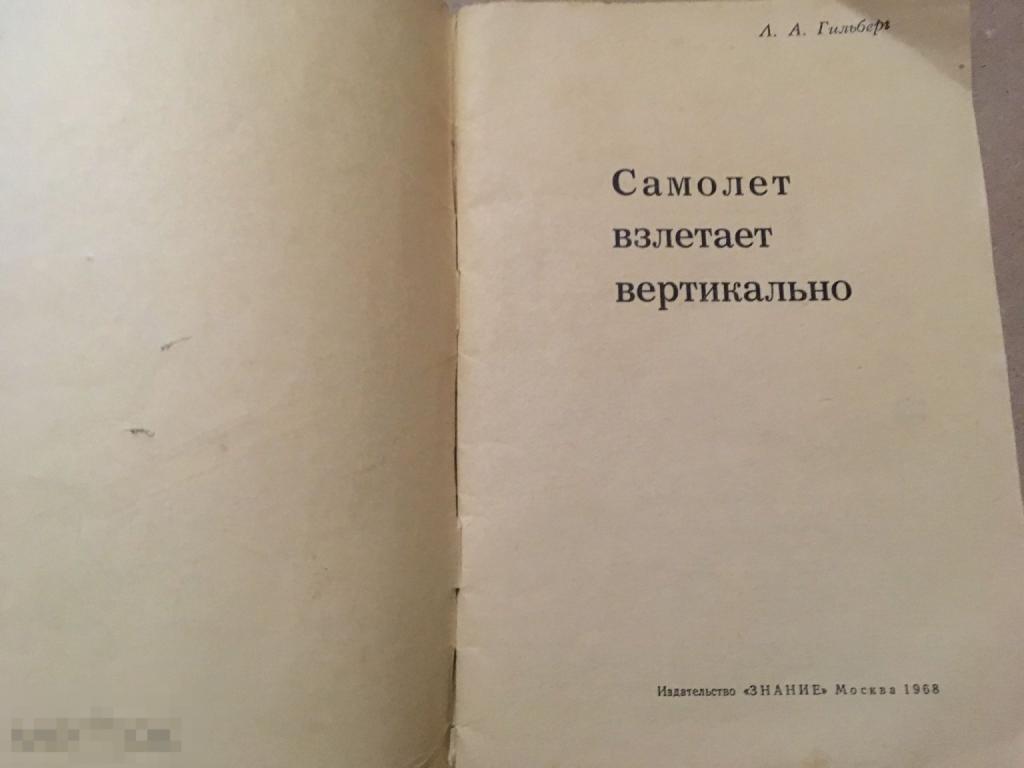 Л. А. Гильберг
Самолет
взлетает
вертикально
Издательство «ЗНАНИЕ» Москва 1968